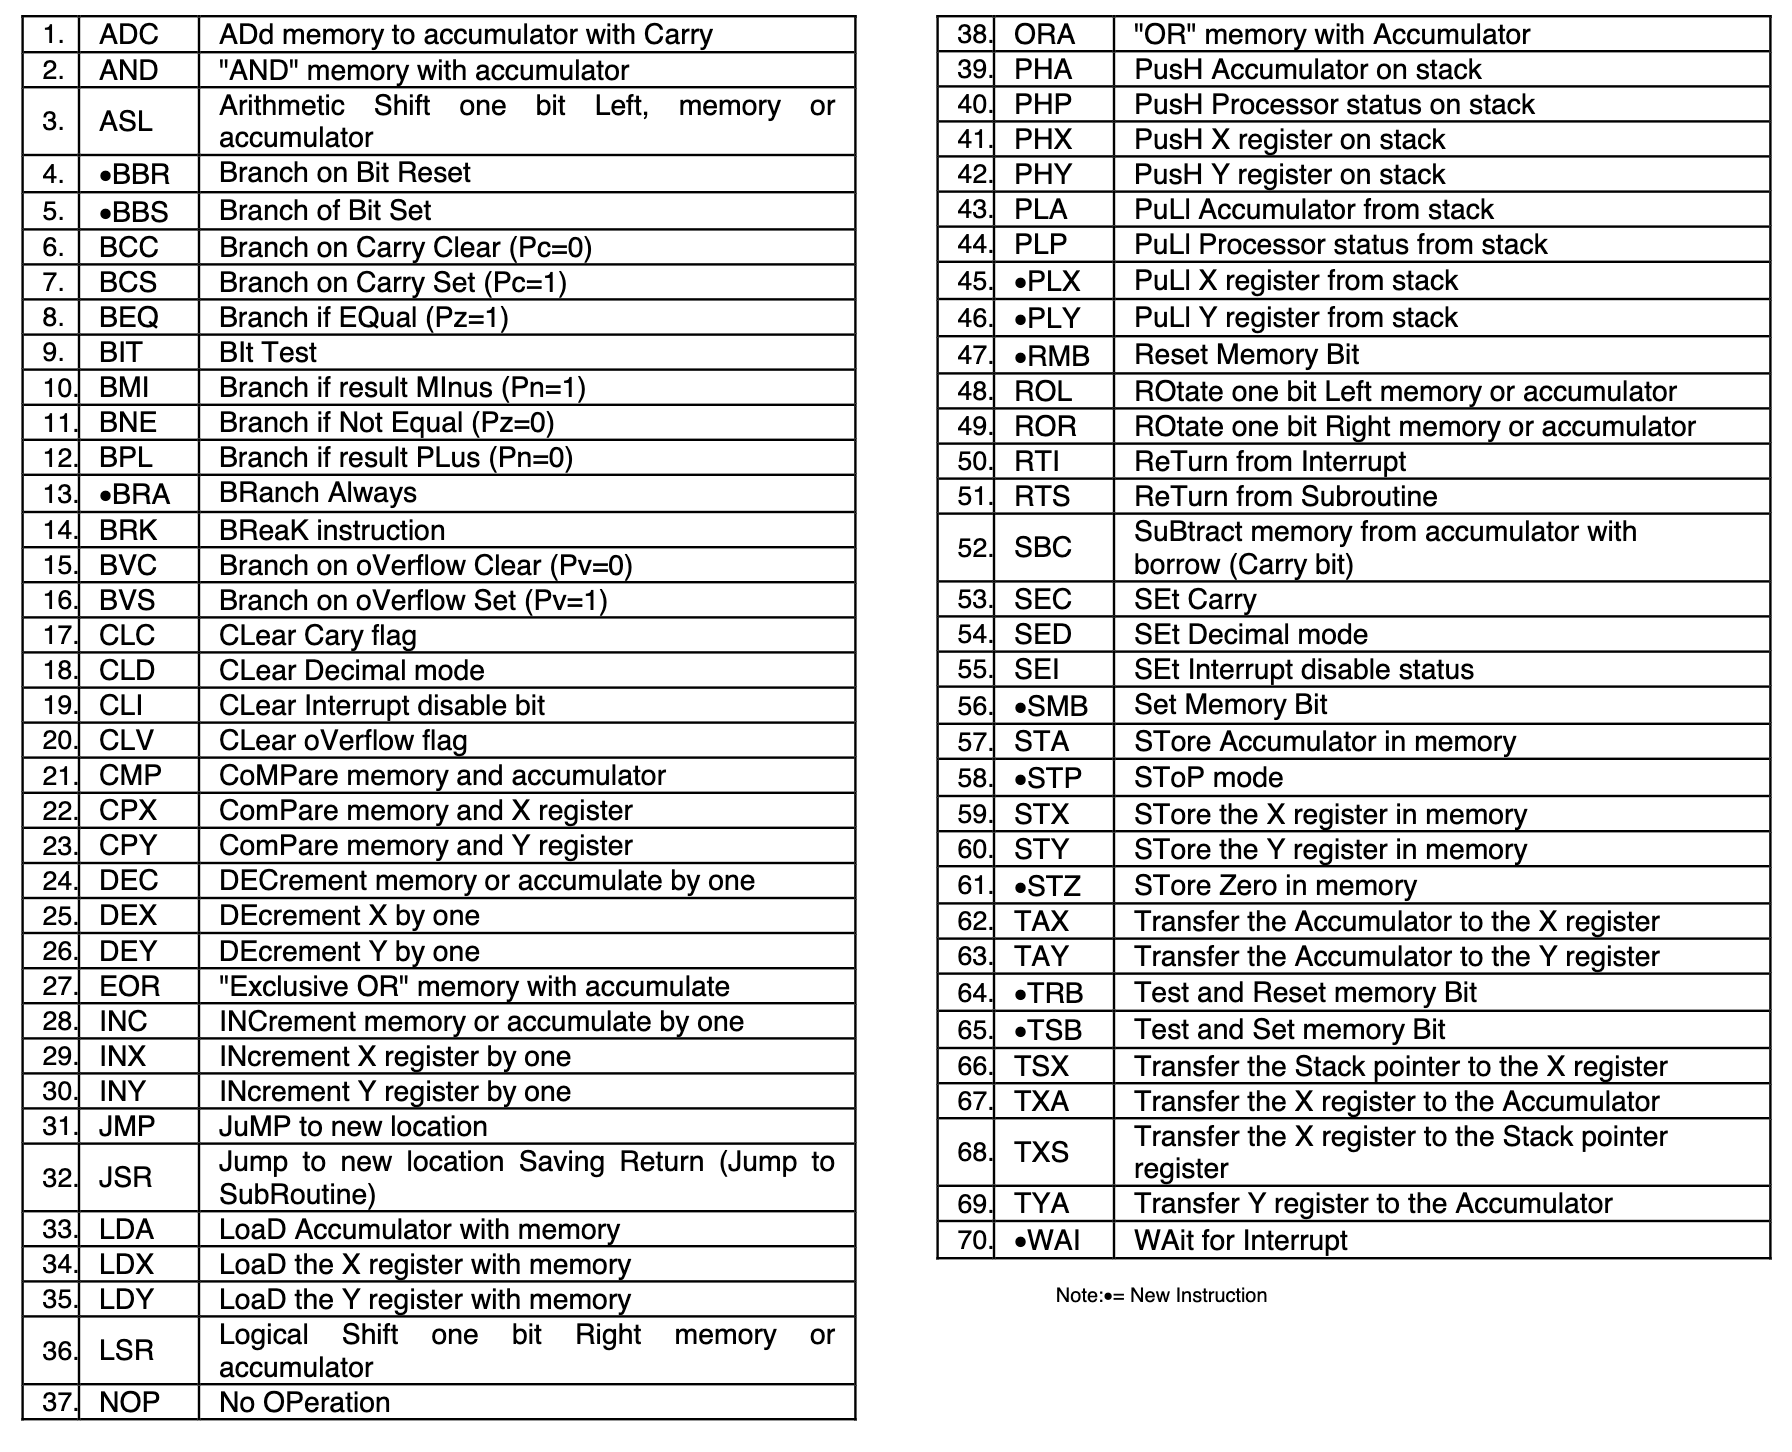 1. ADC ADd memory to accumulator with Carry
2. AND "AND" memory with accumulator
3. ASL Arithmetic Shift one bit Left, memory or
accumulator
4. •BBR Branch on Bit Reset
5. •BBS Branch of Bit Set
6. BCC Branch on Carry Clear (Pc=0)
7. BCS Branch on Carry Set (Pc=1)
8. BEQ Branch if EQual (Pz=1)
9. BIT BIt Test
10. BMI Branch if result MInus (Pn=1)
11. BNE Branch if Not Equal (Pz=0)
12. BPL Branch if result PLus (Pn=0)
13. •BRA BRanch Always
14. BRK BReaK instruction
15. BVC Branch on oVerflow Clear (Pv=0)
16. BVS Branch on oVerflow Set (Pv=1)
17. CLC CLear Cary flag
18. CLD CLear Decimal mode
19. CLI CLear Interrupt disable bit
20. CLV CLear oVerflow flag
21. CMP CoMPare memory and accumulator
22. CPX ComPare memory and X register
23. CPY ComPare memory and Y register
24. DEC DECrement memory or accumulate by one
25. DEX DEcrement X by one
26. DEY DEcrement Y by one
27. EOR "Exclusive OR" memory with accumulate
28. INC INCrement memory or accumulate by one
29. INX INcrement X register by one
30. INY INcrement Y register by one
31. JMP JuMP to new location
32. JSR Jump to new location Saving Return (Jump to
SubRoutine)
33. LDA LoaD Accumulator with memory
34. LDX LoaD the X register with memory
35. LDY LoaD the Y register with memory
36. LSR Logical Shift one bit Right memory or
accumulator
37. NOP No OPeration
38. ORA "OR" memory with Accumulator
39. PHA PusH Accumulator on stack
40. PHP PusH Processor status on stack
41. PHX PusH X register on stack
42. PHY PusH Y register on stack
43. PLA PuLl Accumulator from stack
44. PLP PuLl Processor status from stack
45. •PLX PuLl X register from stack
46. •PLY PuLl Y register from stack
47. •RMB Reset Memory Bit
48. ROL ROtate one bit Left memory or accumulator
49. ROR ROtate one bit Right memory or accumulator
50. RTI ReTurn from Interrupt
51. RTS ReTurn from Subroutine
52. SBC SuBtract memory from accumulator with
borrow (Carry bit)
53. SEC SEt Carry
54. SED SEt Decimal mode
55. SEI SEt Interrupt disable status
56. •SMB Set Memory Bit
57. STA STore Accumulator in memory
58. •STP SToP mode
59. STX STore the X register in memory
60. STY STore the Y register in memory
61. •STZ STore Zero in memory
62. TAX Transfer the Accumulator to the X register
63. TAY Transfer the Accumulator to the Y register
64. •TRB Test and Reset memory Bit
65. •TSB Test and Set memory Bit
66. TSX Transfer the Stack pointer to the X register
67. TXA Transfer the X register to the Accumulator
68. TXS Transfer the X register to the Stack pointer
register
69. TYA Transfer Y register to the Accumulator
70. •WAI WAit for Interrupt
Note:•= New Instruction